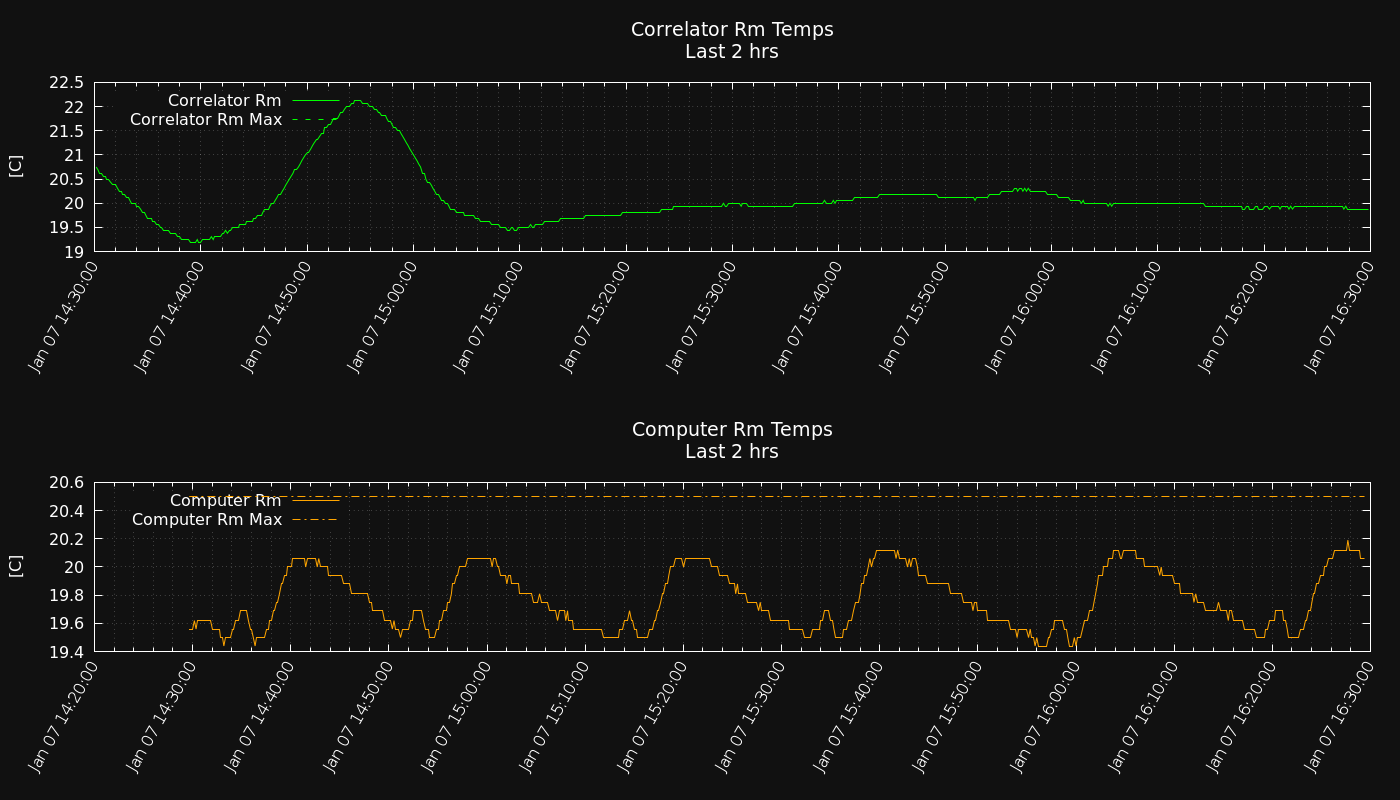 Correlator Rm Temps
Last 2 hrs
22.5
22
21.5
21
20.5
20
19.5
19
[C]
Correlator Rm
Correlator Rm Max
Jan 07 14:30:00
Jan 07 14:40:00
Jan 07 14:50:00
Jan 07 15:00:00
Jan 07 15:10:00
Jan 07 15:20:00
Jan 07 15:30:00
Jan 07 15:40:00
Jan 07 15:50:00
Jan 07 16:00:00
Jan 07 16:10:00
Jan 07 16:20:00
Jan 07 16:30:00
Computer Rm Temps
Last 2 hrs
20.6
20.4
20.2
20
19.8
19.6
19.4
[C]
Computer Rm
Computer Rm Max
Jan 07 14:20:00
Jan 07 14:30:00
Jan 07 14:40:00
Jan 07 14:50:00
Jan 07 15:00:00
Jan 07 15:10:00
Jan 07 15:20:00
Jan 07 15:30:00
Jan 07 15:40:00
Jan 07 15:50:00
Jan 07 16:00:00
Jan 07 16:10:00
Jan 07 16:20:00
Jan 07 16:30:00